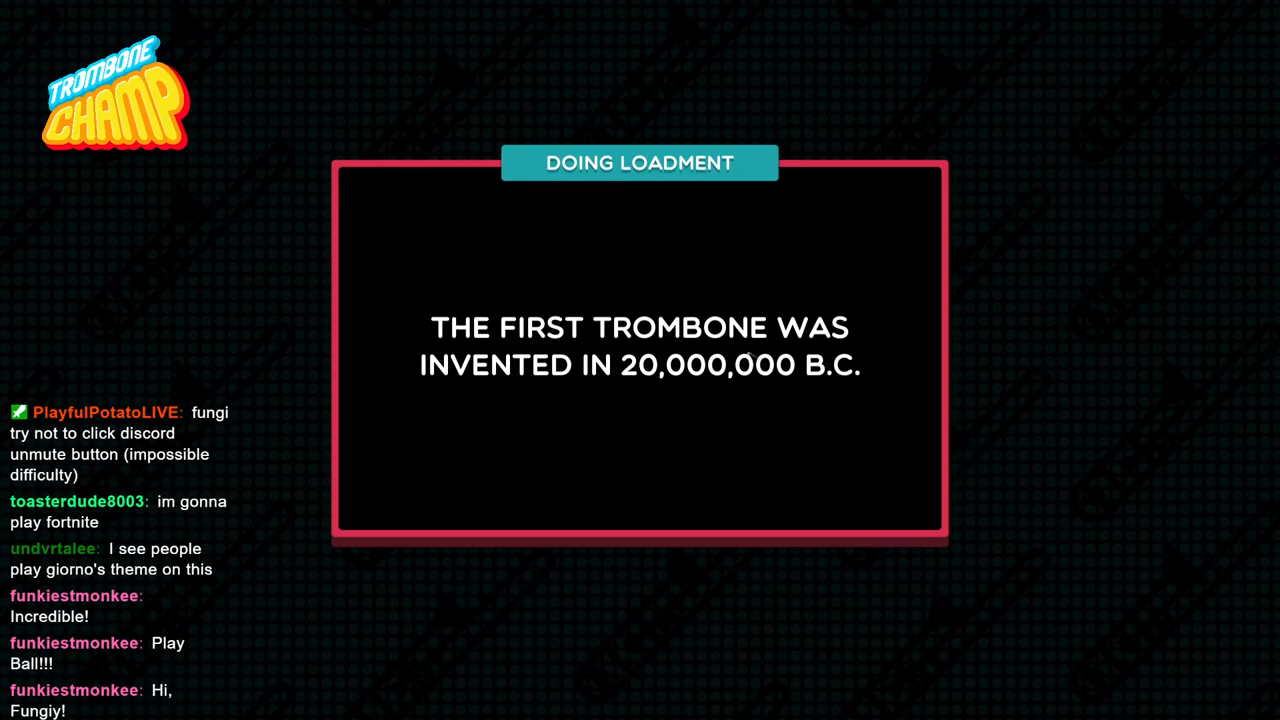 TROMBONE
CHAMP
DOING LOADMENT
THE FIRST TROMBONE WAS
INVENTED IN 20,000,000 B.C.
PlayfulPotatoLIVE: fungi
try not to click discord
unmute button (impossible
difficulty)
toasterdude8003: im gonna
play fortnite
undvrtalee: I see people
play giorno's theme on this
funkiestmonkee:
Incredible!
funkiestmonkee: Play
Ball!!!
funkiestmonkee: Hi,
Fungiy!